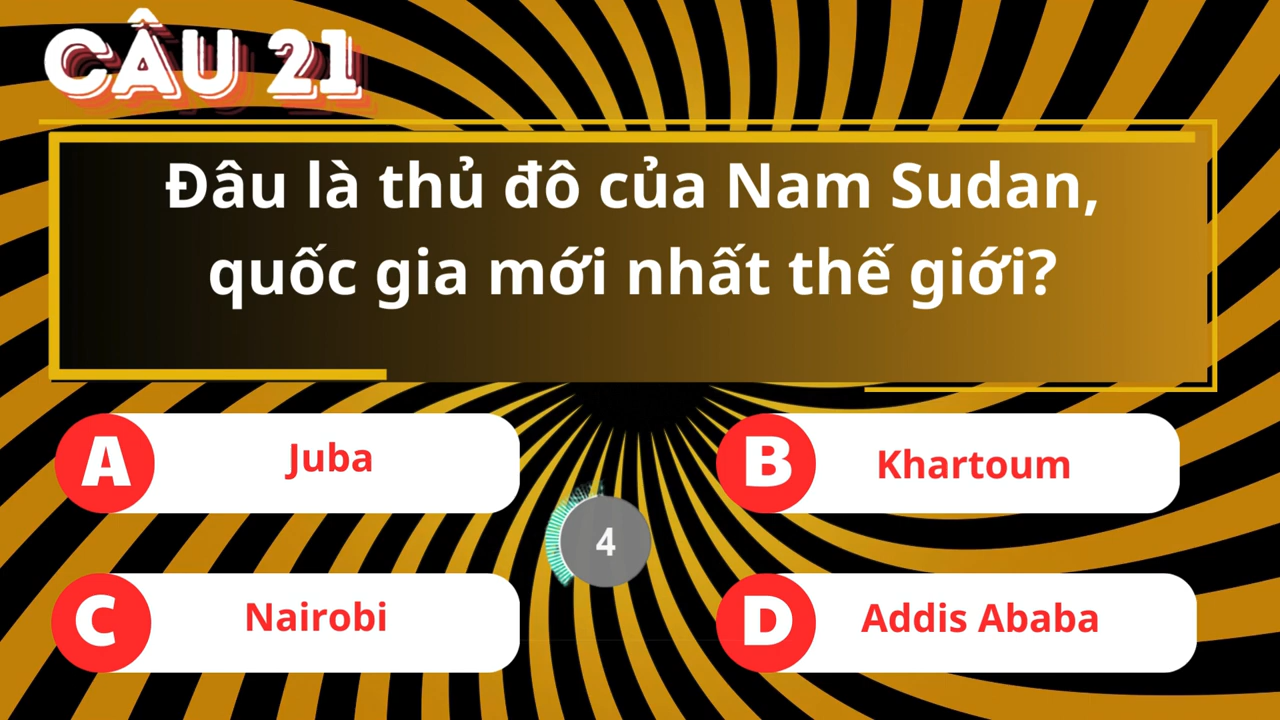 CÂU 21
Đâu là thủ đô của Nam Sudan,
quốc gia mới nhất thế giới?
A Juba
B Khartoum
4
C Nairobi
D Addis Ababa